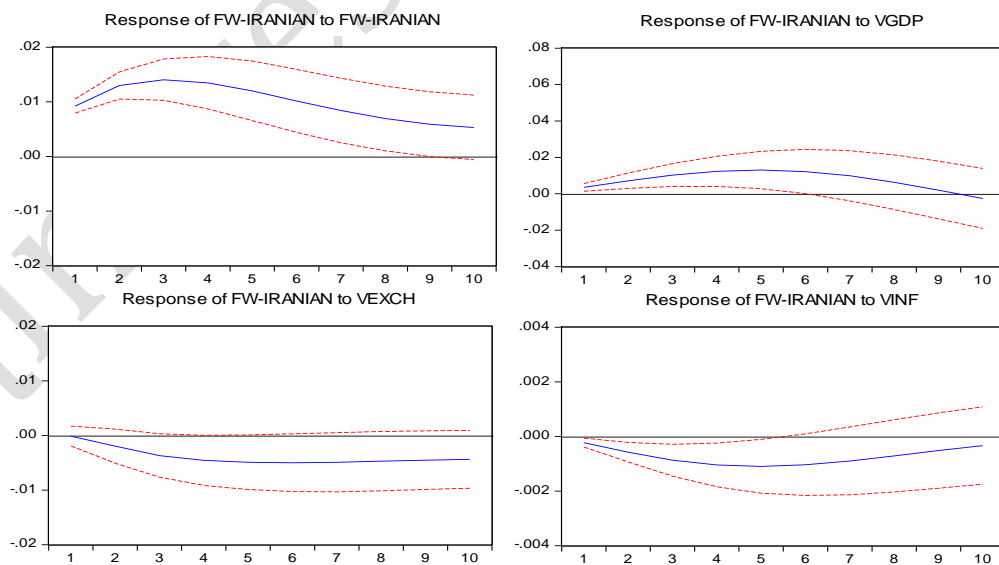 Response of FW-IRANIAN to FW-IRANIAN
.02
.01
.00
-.01
-.02
1 2 3 4 5 6 7 8 9 10
Response of FW-IRANIAN to VGDP
.08
.06
.04
.02
.00
-.02
-.04
1 2 3 4 5 6 7 8 9 10
Response of FW-IRANIAN to VEXCH
.02
.01
.00
-.01
-.02
1 2 3 4 5 6 7 8 9 10
Response of FW-IRANIAN to VINF
.004
.002
.000
-.002
-.004
1 2 3 4 5 6 7 8 9 10